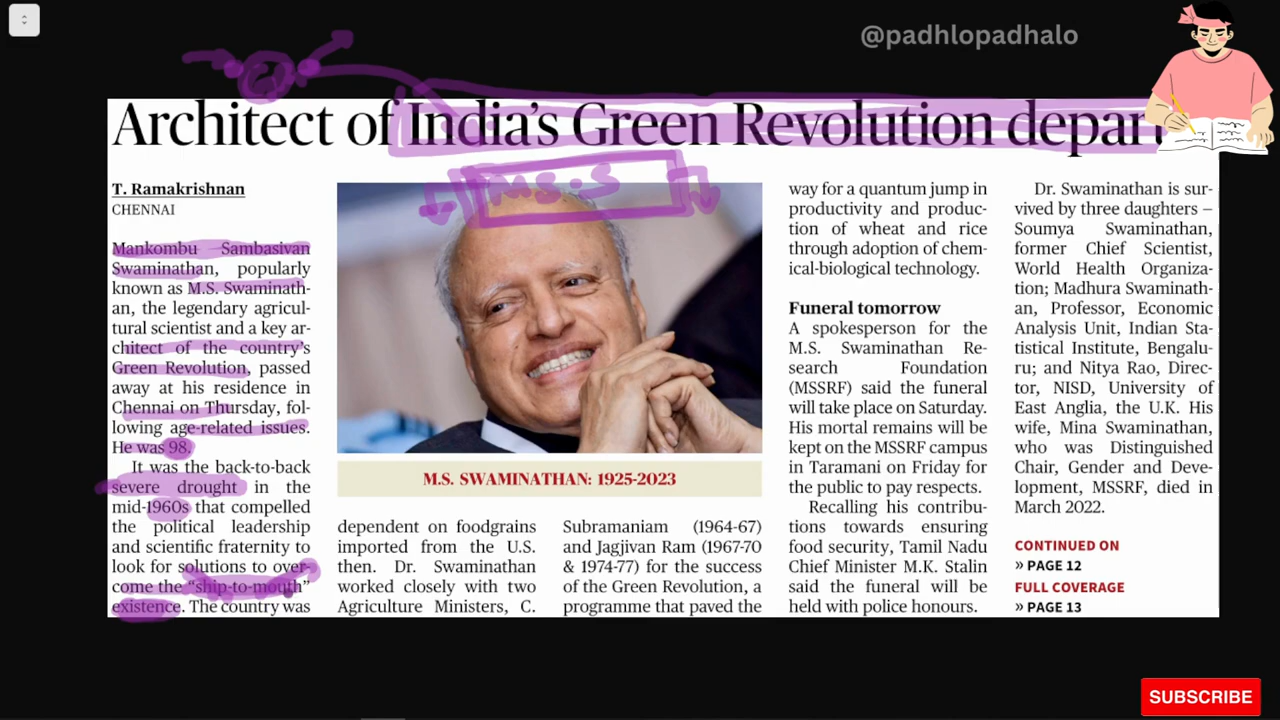 @padhlopadhalo
Architect of India's Green Revolution depart
M.S.S
T. Ramakrishnan
CHENNAI
Mankombu Sambasivan
Swaminathan, popularly
known as M.S. Swaminath-
an, the legendary agricul-
tural scientist and a key ar-
chitect of the country's
Green Revolution, passed
away at his residence in
Chennai on Thursday, fol-
lowing age-related issues.
He was 98.
It was the back-to-back
severe drought in the
mid-1960s that compelled
the political leadership
and scientific fraternity to
look for solutions to over-
come the “ship-to-mouth”
existence. The country was
M.S. SWAMINATHAN: 1925-2023
dependent on foodgrains
imported from the U.S.
then. Dr. Swaminathan
worked closely with two
Agriculture Ministers, C.
Subramaniam (1964-67)
and Jagjivan Ram (1967-70
& 1974-77) for the success
of the Green Revolution, a
programme that paved the
way for a quantum jump in
productivity and produc-
tion of wheat and rice
through adoption of chem-
ical-biological technology.
Funeral tomorrow
A spokesperson for the
M.S. Swaminathan Re-
search Foundation
(MSSRF) said the funeral
will take place on Saturday.
His mortal remains will be
kept on the MSSRF campus
in Taramani on Friday for
the public to pay respects.
Recalling his contribu-
tions towards ensuring
food security, Tamil Nadu
Chief Minister M.K. Stalin
said the funeral will be
held with police honours.
Dr. Swaminathan is sur-
vived by three daughters –
Soumya Swaminathan,
former Chief Scientist,
World Health Organiza-
tion; Madhura Swaminath-
an, Professor, Economic
Analysis Unit, Indian Sta-
tistical Institute, Bengalu-
ru; and Nitya Rao, Direc-
tor, NISD, University of
East Anglia, the U.K. His
wife, Mina Swaminathan,
who was Distinguished
Chair, Gender and Deve-
lopment, MSSRF, died in
March 2022.
CONTINUED ON
» PAGE 12
FULL COVERAGE
» PAGE 13
SUBSCRIBE